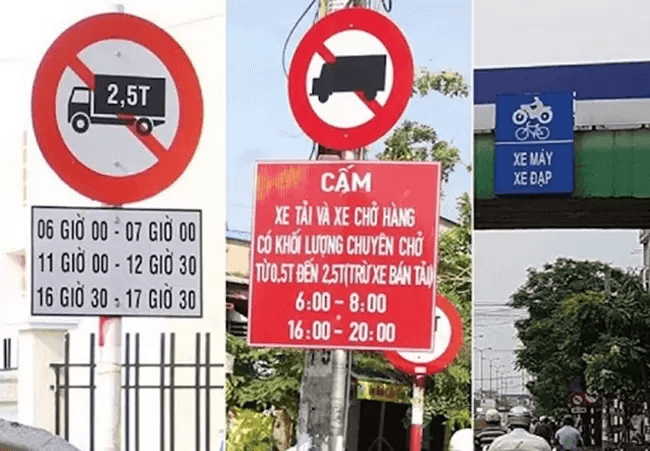 2,5T
06 GIỜ 00 - 07 GIỜ 00
11 GIỜ 00 - 12 GIỜ 30
16 GIỜ 30 - 17 GIỜ 30
CẤM
XE TẢI VÀ XE CHỞ HÀNG
CÓ KHỐI LƯỢNG CHUYÊN CHỞ
TỪ 0,5T ĐẾN 2,5T(TRỪ XE BÁN TẢI)
6:00 - 8:00
16:00 - 20:00
XE MÁY
XE ĐẠP